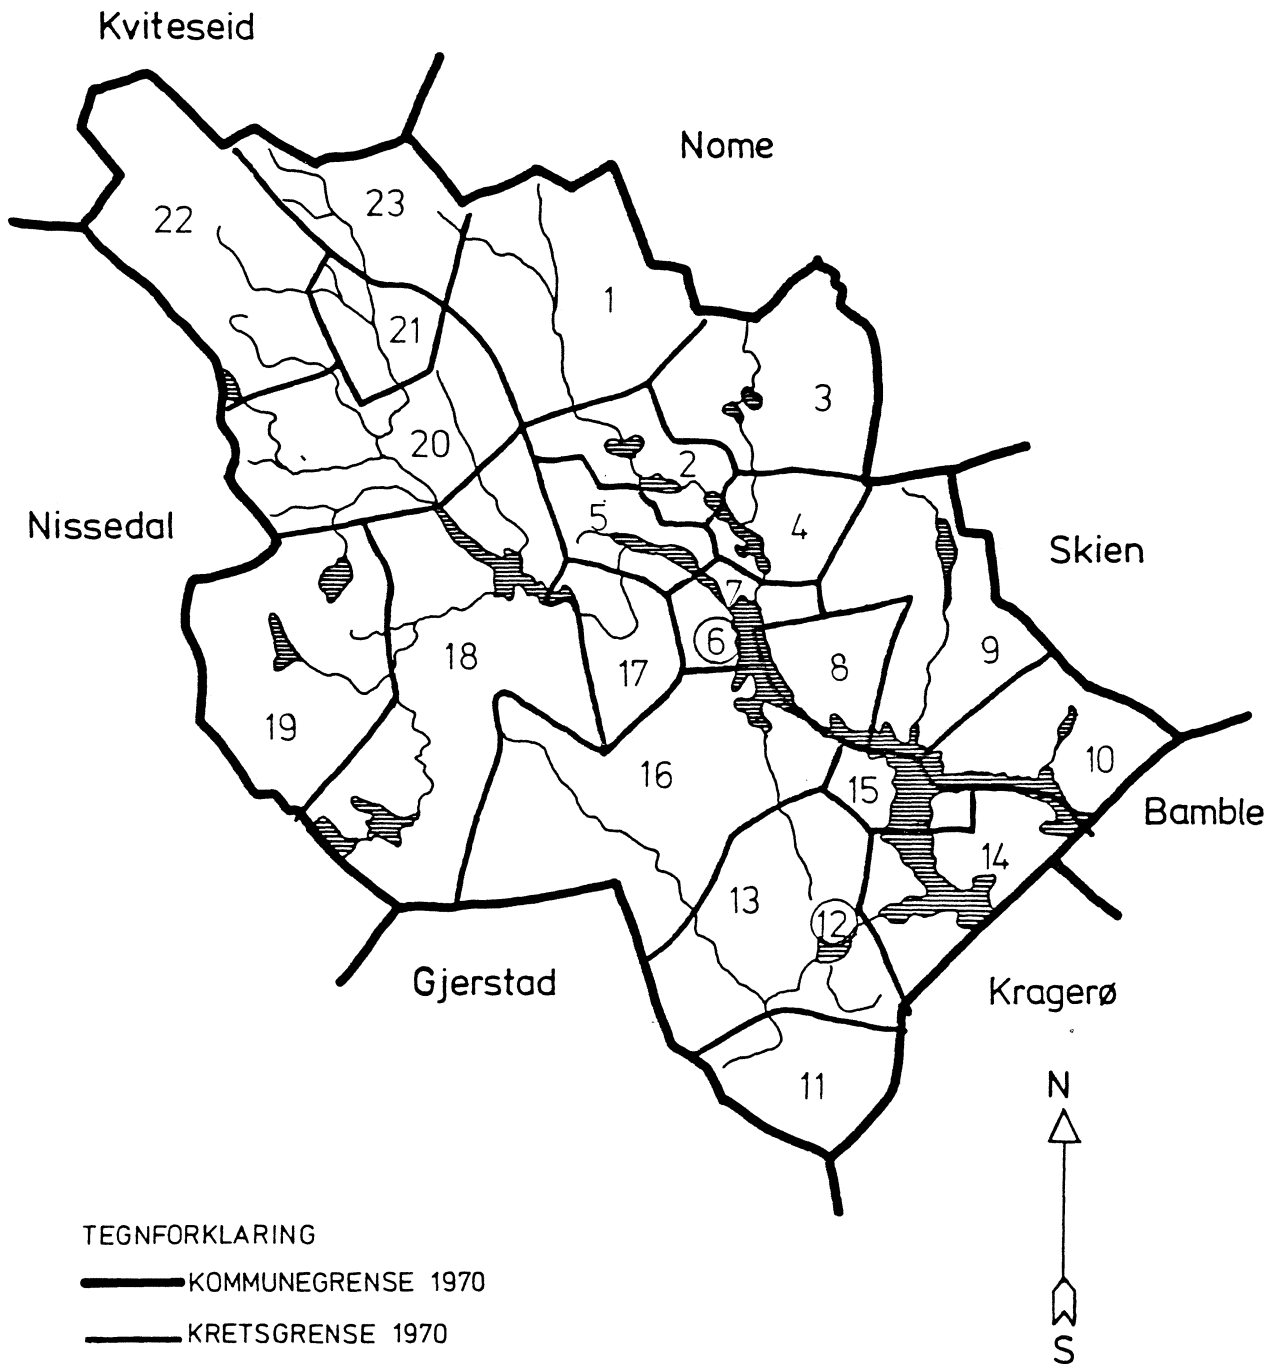 Kviteseid
Nome
23
22
1
21
3
20
2
Nissedal
5
4
Skien
7
6
9
18
17
8
19
10
16
15
Bamble
14
13
12
Gjerstad
Kragerø
11
N
TEGNFORKLARING
KOMMUNEGRENSE 1970
KRETSGRENSE 1970
S